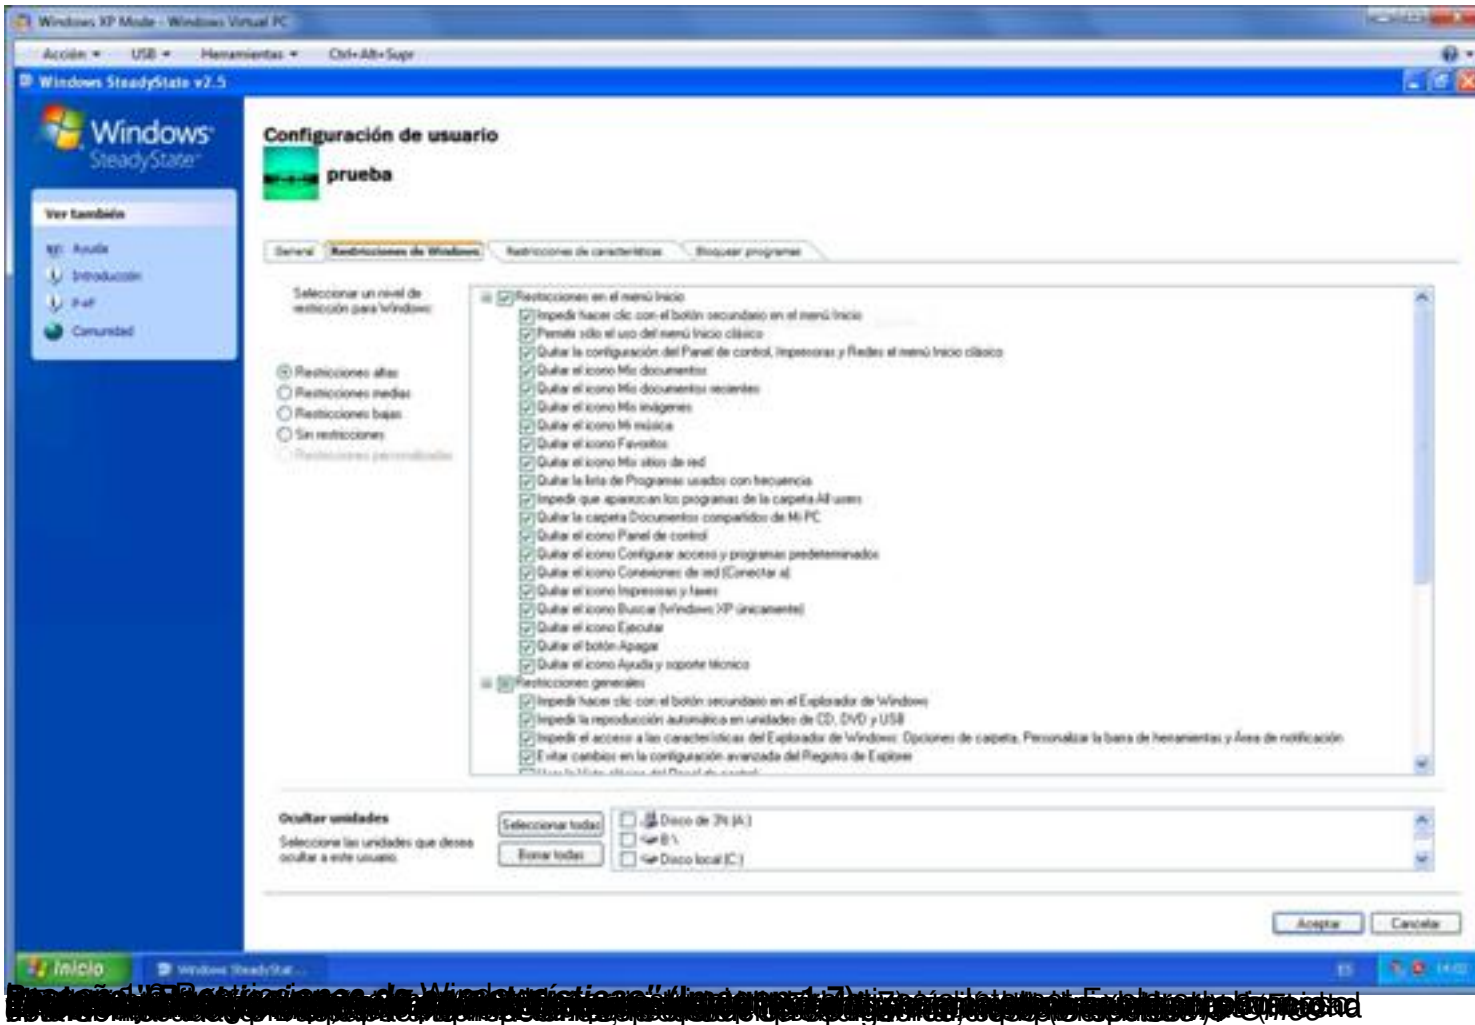 Windows XP Mode - Windows Virtual PC
Acción USB Herramientas Ctrl+Alt+Supr
Windows SteadyState v2.5
Windows
SteadyState
Ver también
Ayuda
Introducción
P+F
Comunidad
Configuración de usuario
prueba
General Restricciones de Windows Restricciones de características Bloquear programas
Seleccionar un nivel de
restricción para Windows:
Restricciones altas
Restricciones medias
Restricciones bajas
Sin restricciones
Restricciones personalizadas
Restricciones en el menú Inicio
Impedir hacer clic con el botón secundario en el menú Inicio
Permitir sólo el uso del menú Inicio clásico
Quitar la configuración del Panel de control, Impresoras y Redes el menú Inicio clásico
Quitar el icono Mis documentos
Quitar el icono Mis documentos recientes
Quitar el icono Mis imágenes
Quitar el icono Mi música
Quitar el icono Favoritos
Quitar el icono Mis sitios de red
Quitar la lista de Programas usados con frecuencia
Impedir que aparezcan los programas de la carpeta All users
Quitar la carpeta Documentos compartidos de Mi PC
Quitar el icono Panel de control
Quitar el icono Configurar acceso y programas predeterminados
Quitar el icono Conexiones de red (Conectar a)
Quitar el icono Impresoras y faxes
Quitar el icono Buscar (Windows XP únicamente)
Quitar el icono Ejecutar
Quitar el botón Apagar
Quitar el icono Ayuda y soporte técnico
Restricciones generales
Impedir hacer clic con el botón secundario en el Explorador de Windows
Impedir la reproducción automática en unidades de CD, DVD y USB
Impedir el acceso a las características del Explorador de Windows: Opciones de carpeta, Personalizar la barra de herramientas y Área de notificación
Evitar cambios en la configuración avanzada del Registro de Explorer
Ocultar unidades
Seleccione las unidades que desea
ocultar a este usuario.
Seleccionar todas
Borrar todas
Disco de 3½ (A:)
B:\
Disco local (C:)
Aceptar Cancelar
Inicio Windows SteadyStat... ES 14:02